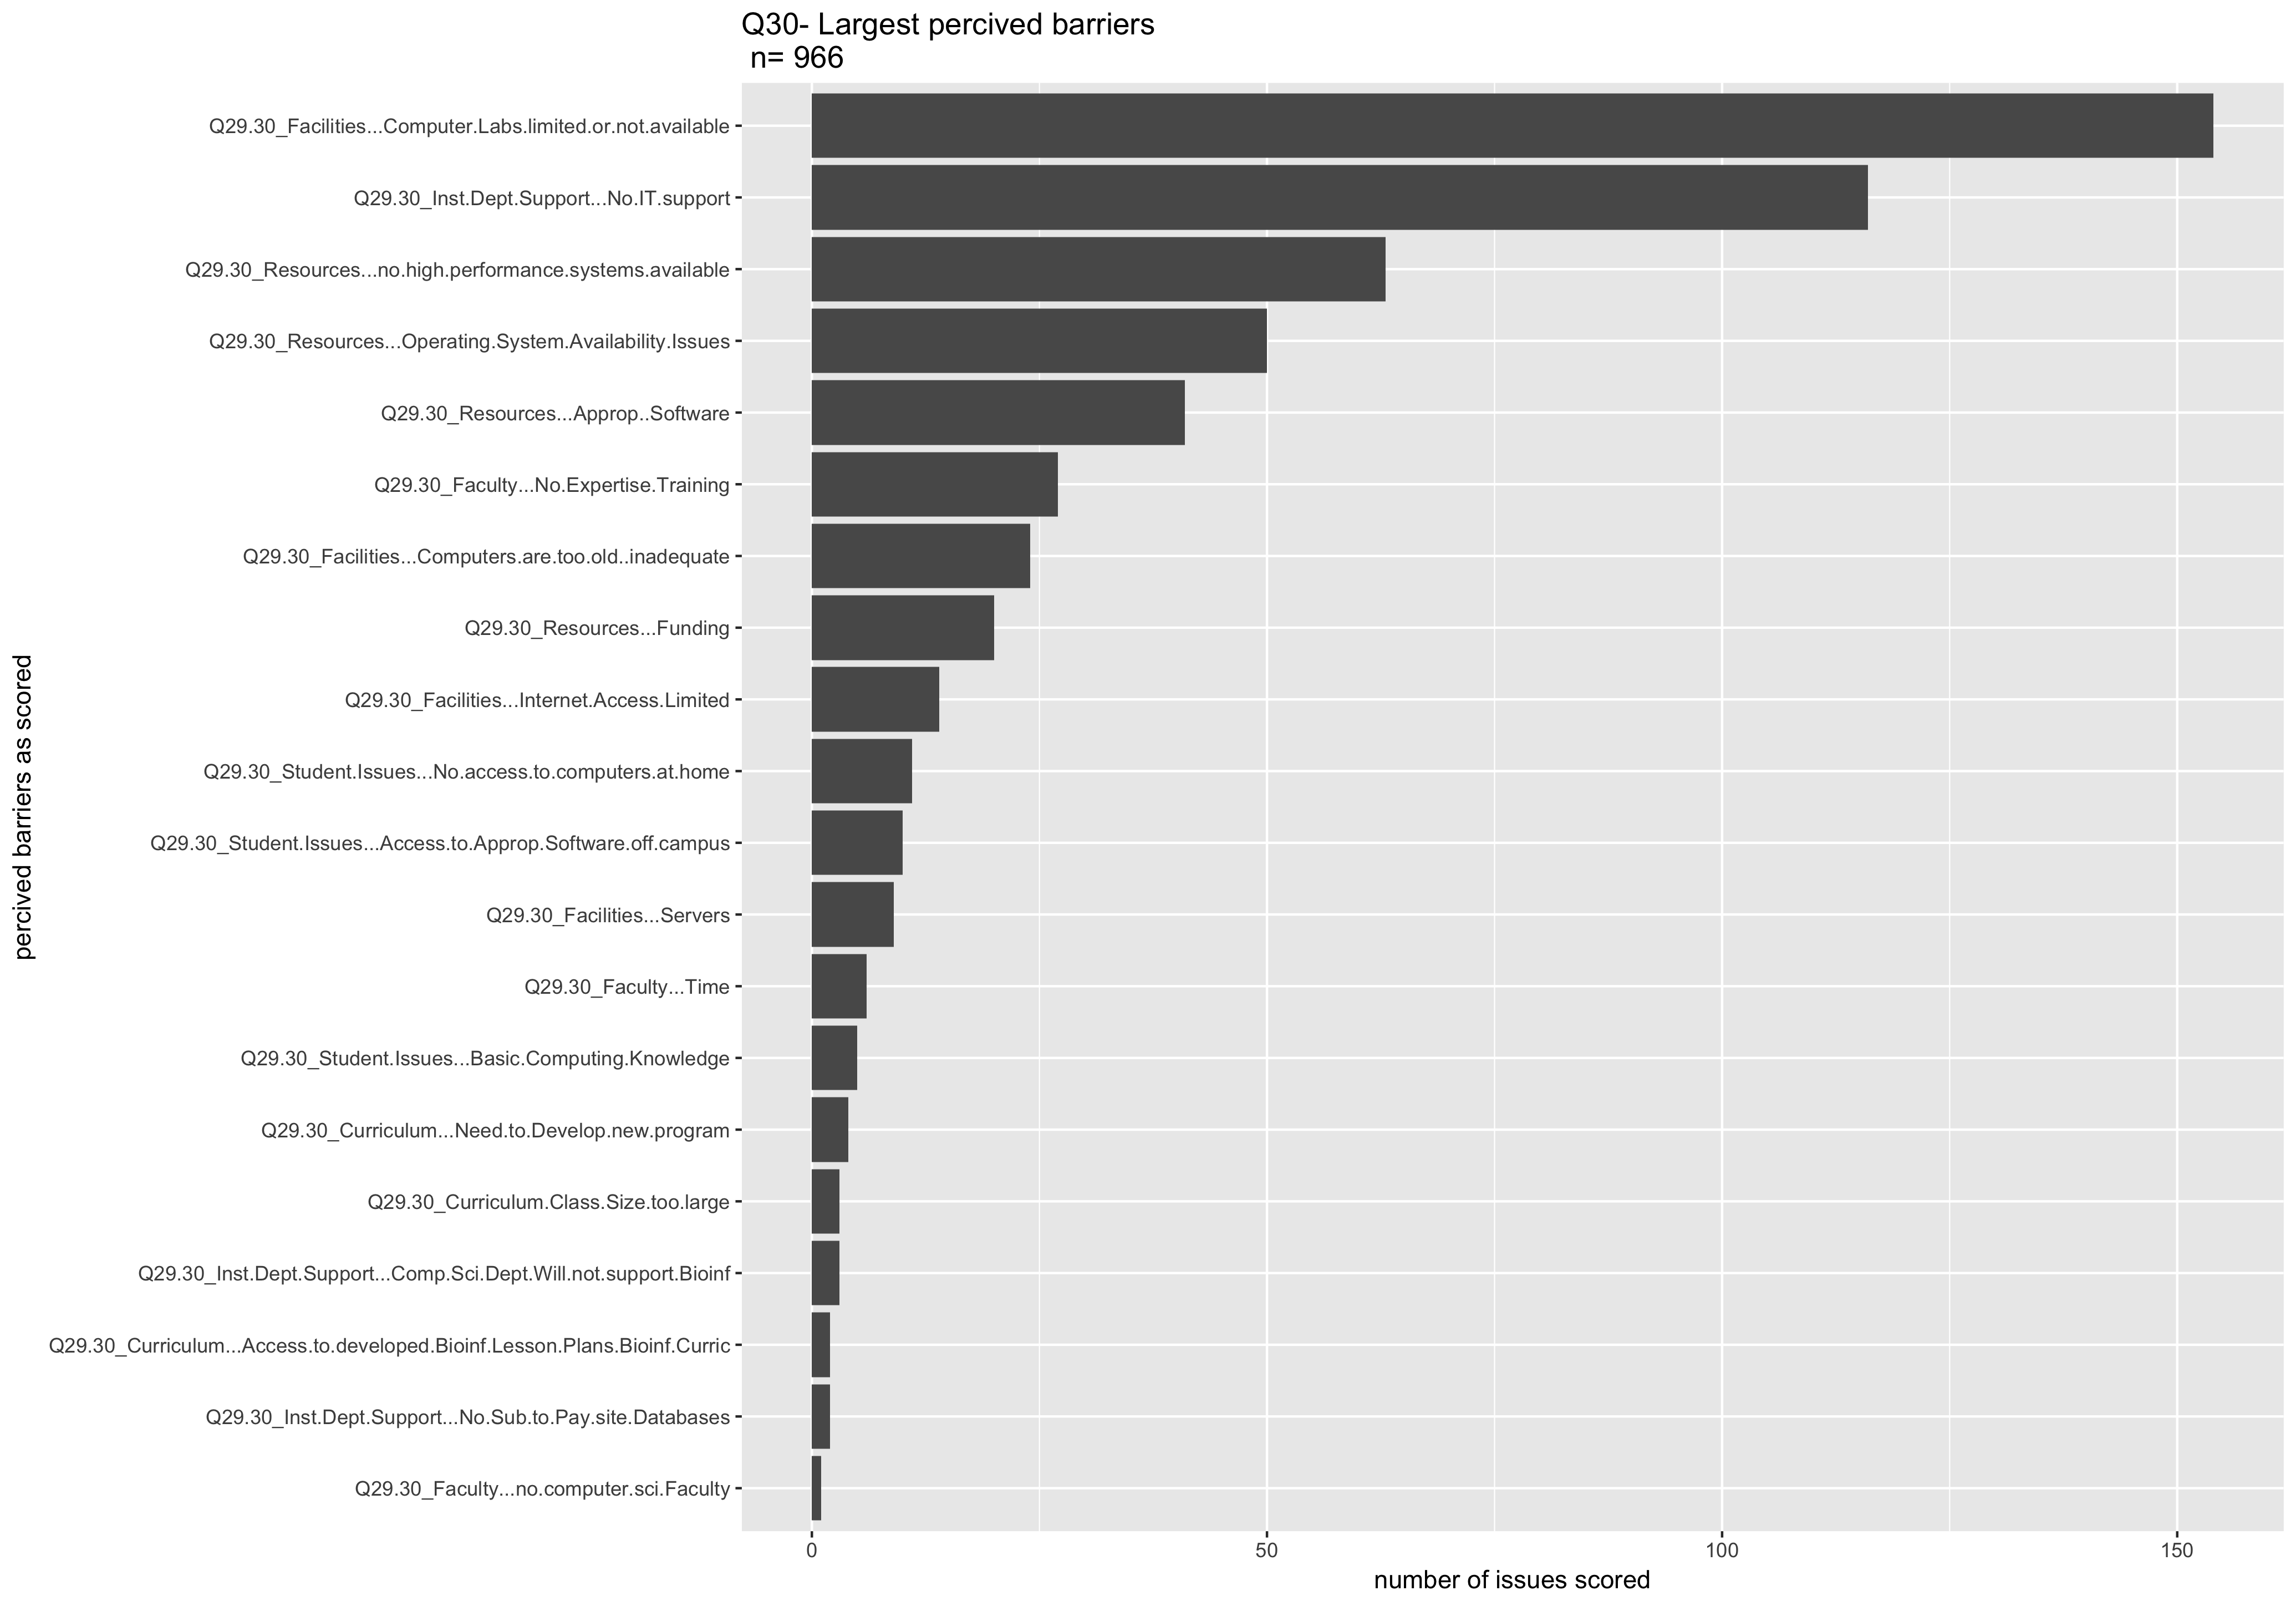 Q30- Largest percived barriers
n= 966
percived barriers as scored
Q29.30_Facilities...Computer.Labs.limited.or.not.available
Q29.30_Inst.Dept.Support...No.IT.support
Q29.30_Resources...no.high.performance.systems.available
Q29.30_Resources...Operating.System.Availability.Issues
Q29.30_Resources...Approp..Software
Q29.30_Faculty...No.Expertise.Training
Q29.30_Facilities...Computers.are.too.old..inadequate
Q29.30_Resources...Funding
Q29.30_Facilities...Internet.Access.Limited
Q29.30_Student.Issues...No.access.to.computers.at.home
Q29.30_Student.Issues...Access.to.Approp.Software.off.campus
Q29.30_Facilities...Servers
Q29.30_Faculty...Time
Q29.30_Student.Issues...Basic.Computing.Knowledge
Q29.30_Curriculum...Need.to.Develop.new.program
Q29.30_Curriculum.Class.Size.too.large
Q29.30_Inst.Dept.Support...Comp.Sci.Dept.Will.not.support.Bioinf
Q29.30_Curriculum...Access.to.developed.Bioinf.Lesson.Plans.Bioinf.Curric
Q29.30_Inst.Dept.Support...No.Sub.to.Pay.site.Databases
Q29.30_Faculty...no.computer.sci.Faculty
0 50 100 150
number of issues scored